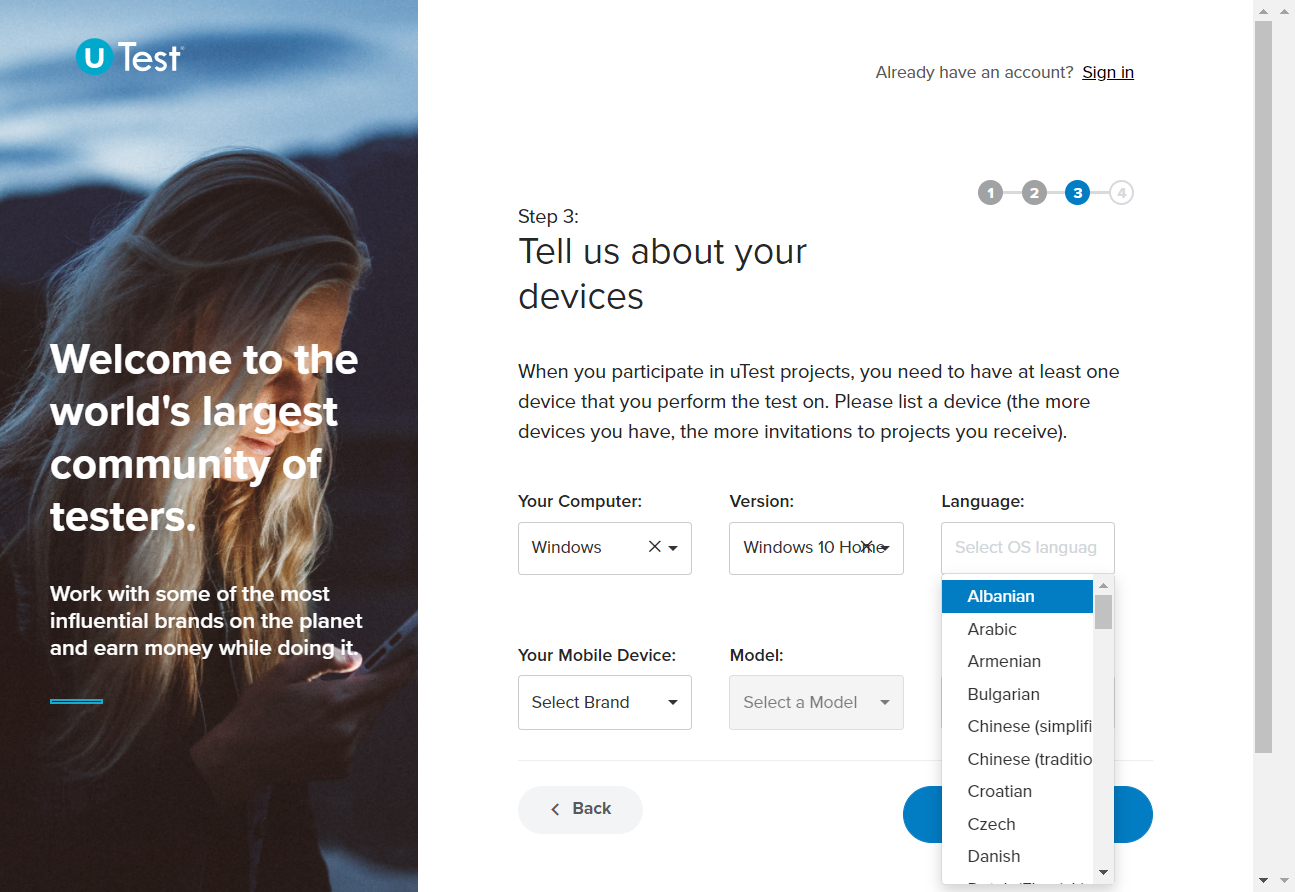 U Test
Already have an account? Sign in
1 2 3 4
Step 3:
Tell us about your
devices
Welcome to the
world's largest
community of
testers.
Work with some of the most
influential brands on the planet
and earn money while doing it.
When you participate in uTest projects, you need to have at least one
device that you perform the test on. Please list a device (the more
devices you have, the more invitations to projects you receive).
Your Computer: Version: Language:
Windows Windows 10 Home Select OS languag
Albanian
Arabic
Armenian
Bulgarian
Chinese (simplifi
Chinese (traditio
Croatian
Czech
Danish
Your Mobile Device: Model:
Select Brand Select a Model
Back